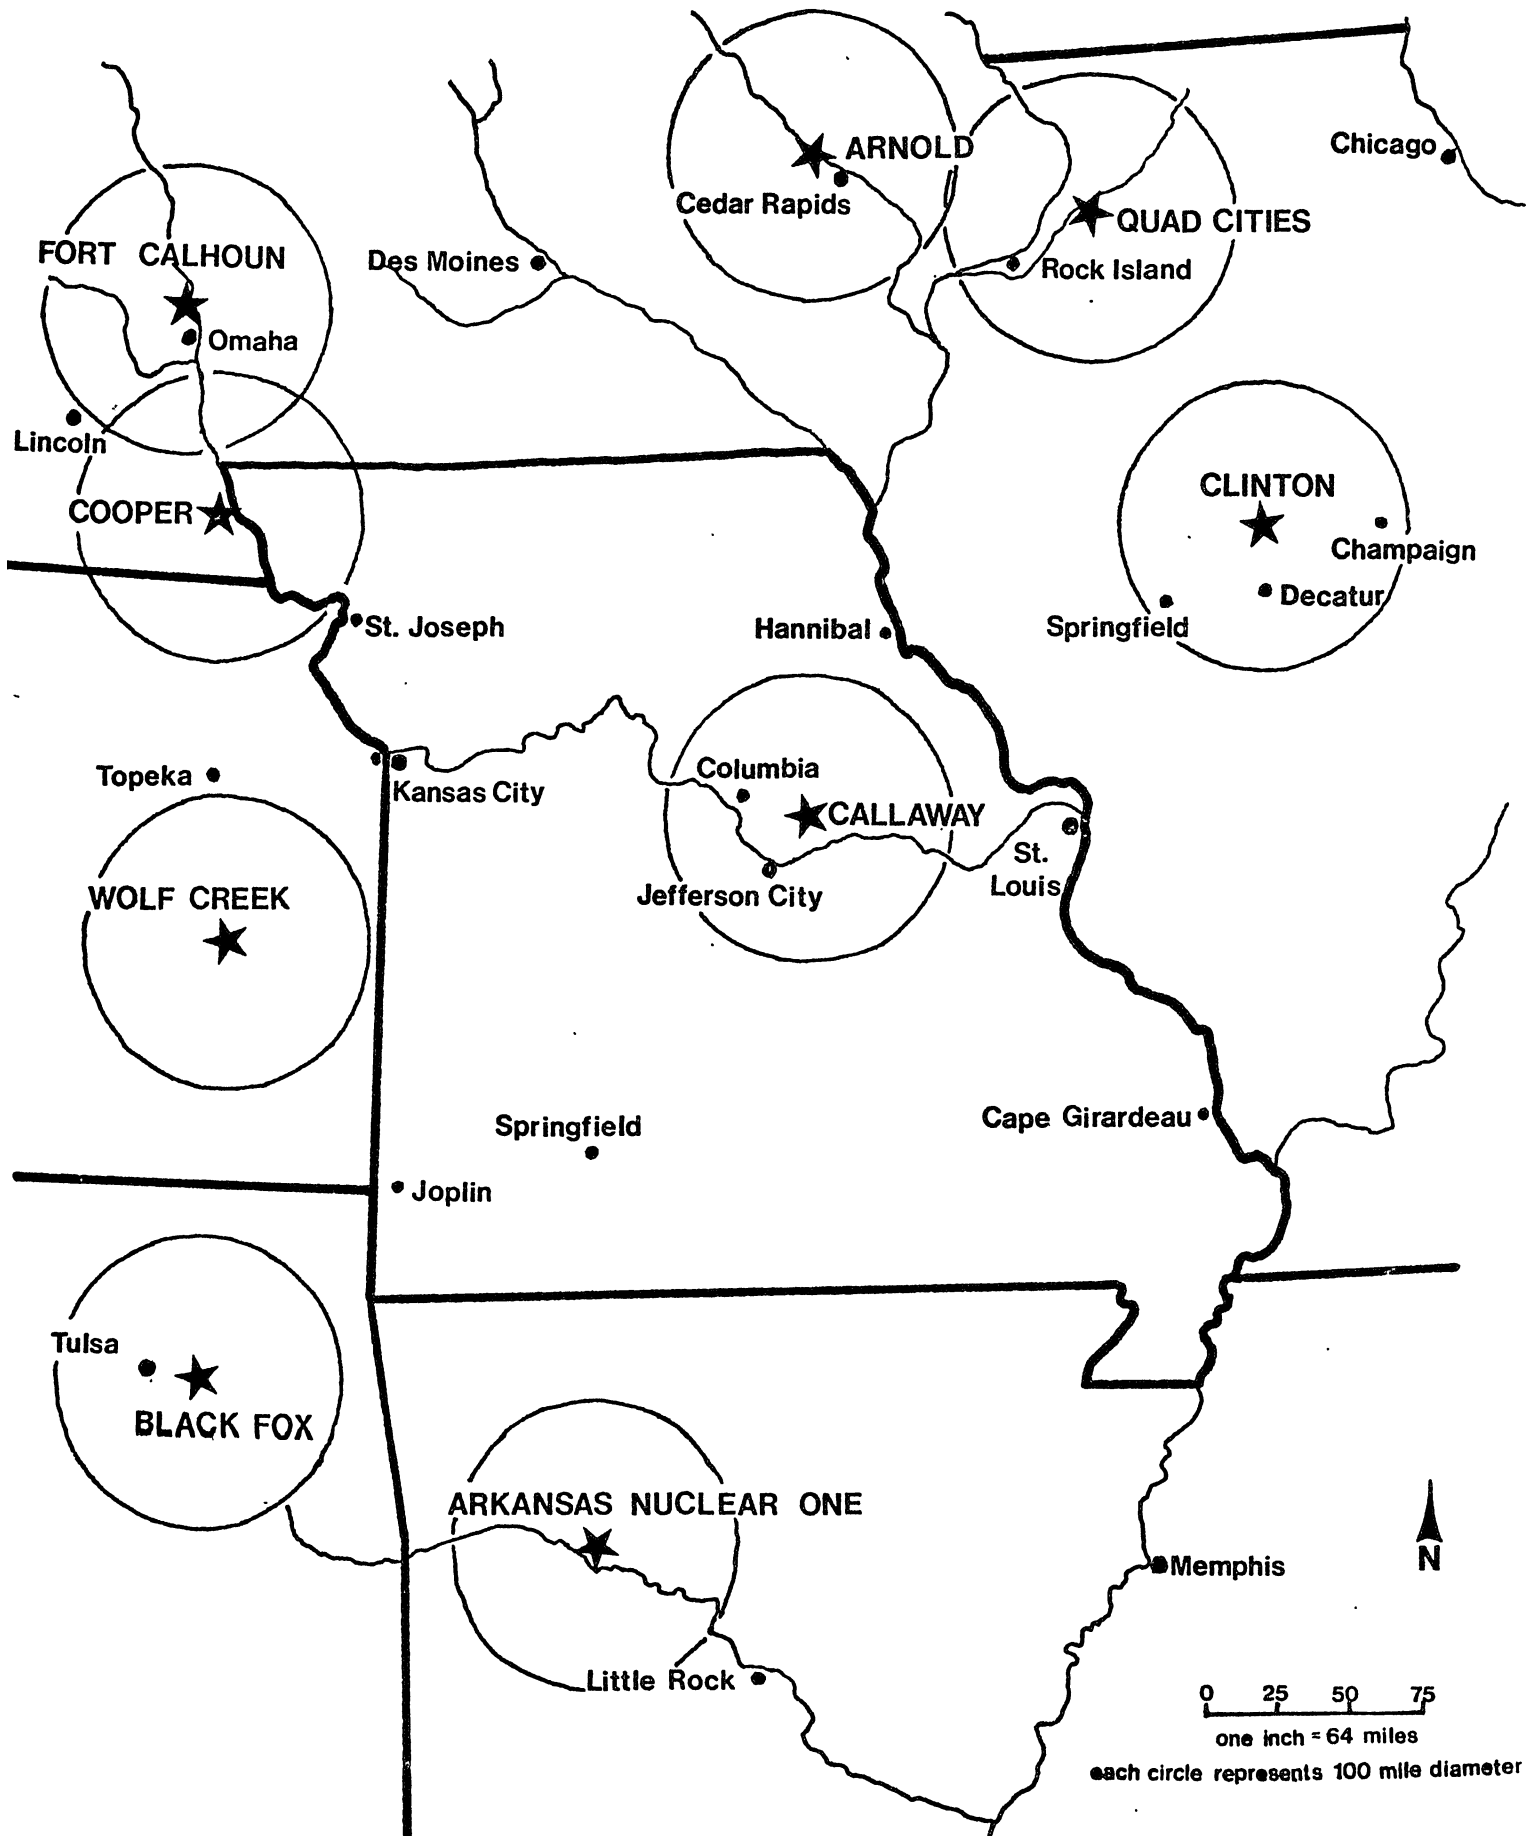 Chicago
ARNOLD
Cedar Rapids
QUAD CITIES
Rock Island
FORT CALHOUN
Des Moines
Omaha
Lincoln
COOPER
CLINTON
Champaign
Decatur
Springfield
St. Joseph
Hannibal
Topeka
Kansas City
Columbia
CALLAWAY
St.
Louis
Jefferson City
WOLF CREEK
Cape Girardeau
Springfield
Joplin
Tulsa
BLACK FOX
ARKANSAS NUCLEAR ONE
N
Memphis
Little Rock
0 25 50 75
one inch = 64 miles
each circle represents 100 mile diameter